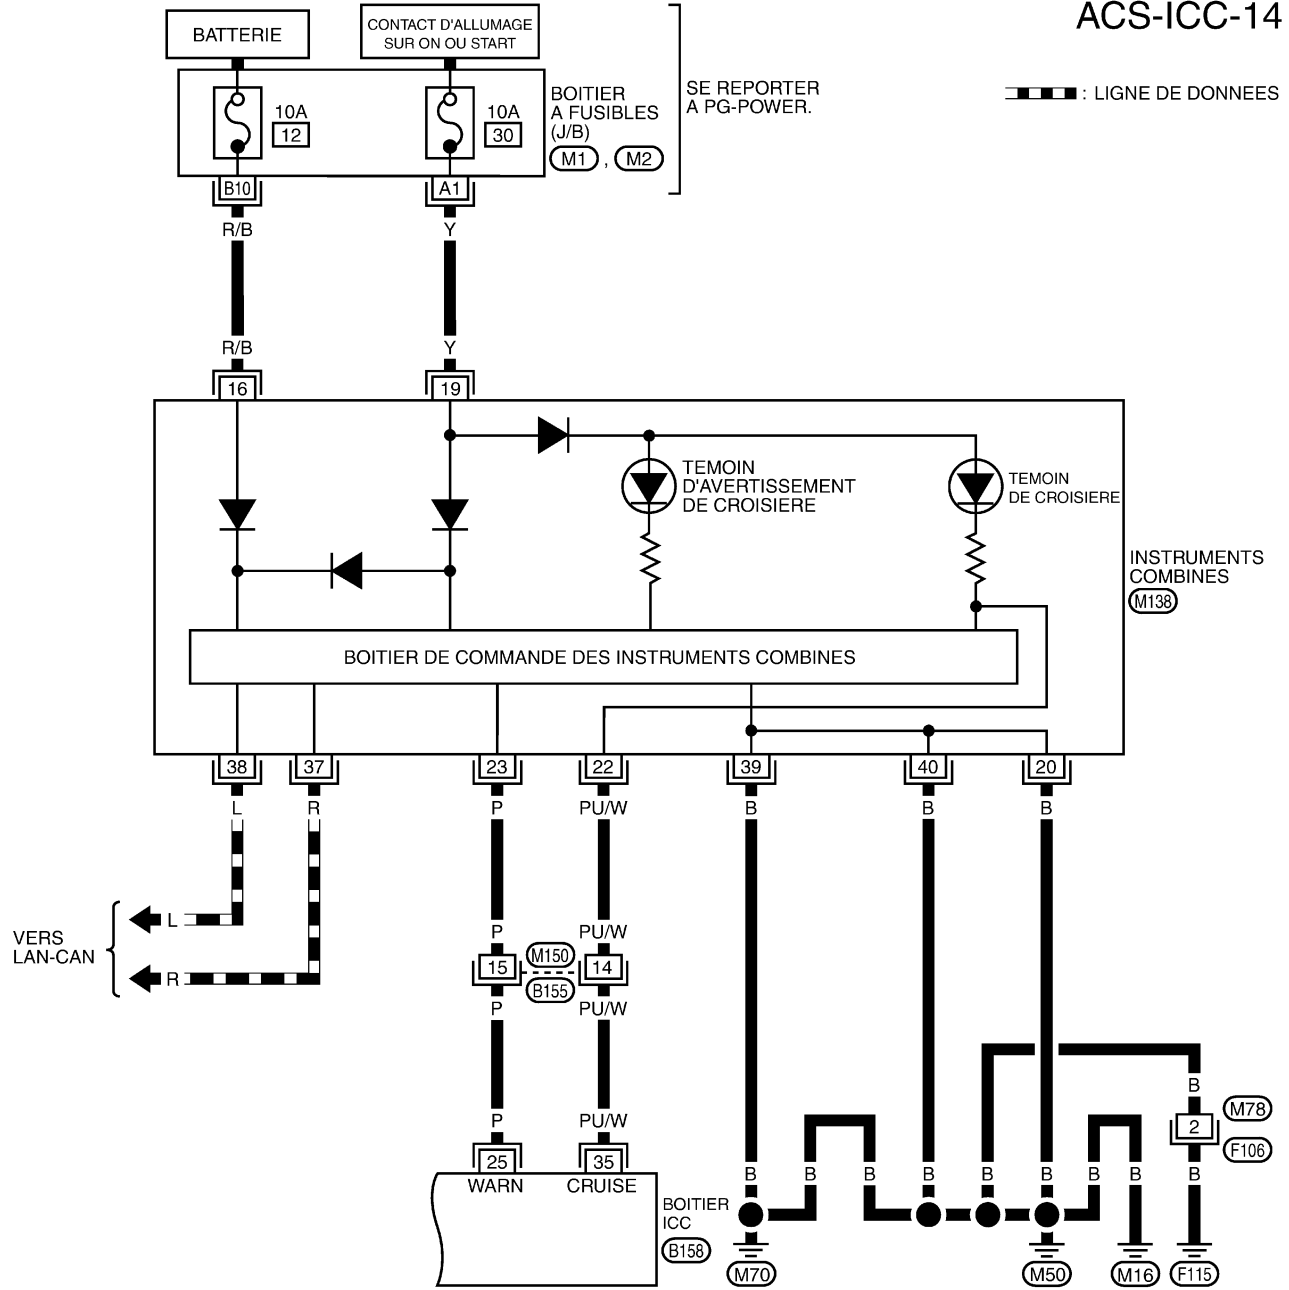 ACS-ICC-14
BATTERIE
CONTACT D'ALLUMAGE
SUR ON OU START
: LIGNE DE DONNEES
10A
12
10A
30
BOITIER
A FUSIBLES
(J/B)
M1 , M2
SE REPORTER
A PG-POWER.
B10
A1
R/B
Y
R/B
Y
16
19
TEMOIN
D'AVERTISSEMENT
DE CROISIERE
TEMOIN
DE CROISIERE
INSTRUMENTS
COMBINES
M138
BOITIER DE COMMANDE DES INSTRUMENTS COMBINES
38
37
23
22
39
40
20
L
R
P
PU/W
B
B
B
VERS
LAN-CAN
L
R
P
PU/W
15
M150
B155
14
P
PU/W
P
PU/W
25
35
WARN
CRUISE
BOITIER
ICC
B158
B
M78
2
F106
B
B
B
B
B
B
B
B
B
M70
M50
M16
F115